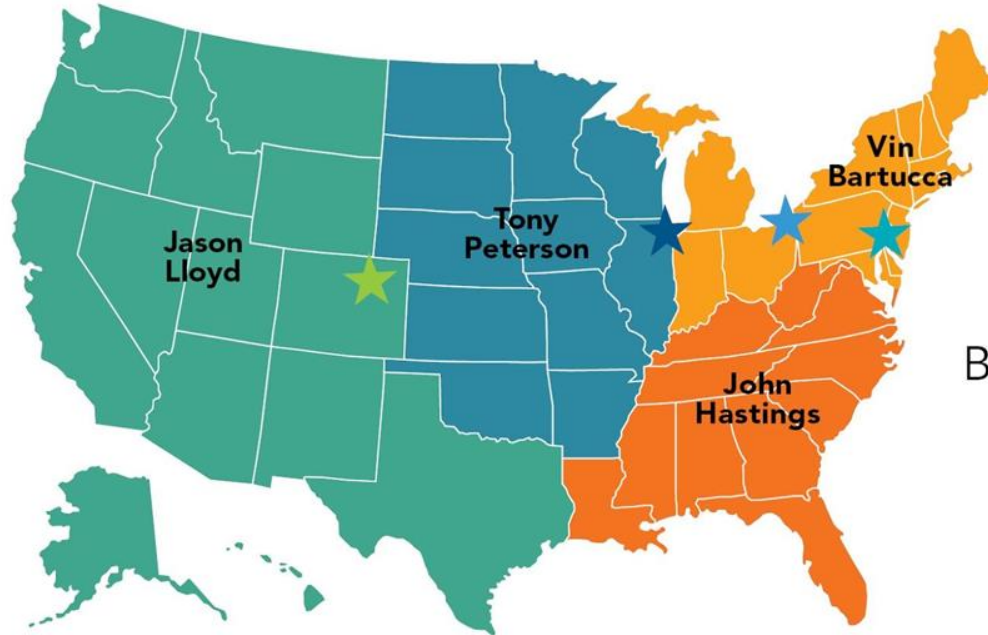 Vin
Bartucca
Tony
Peterson
Jason
Lloyd
John
Hastings
B